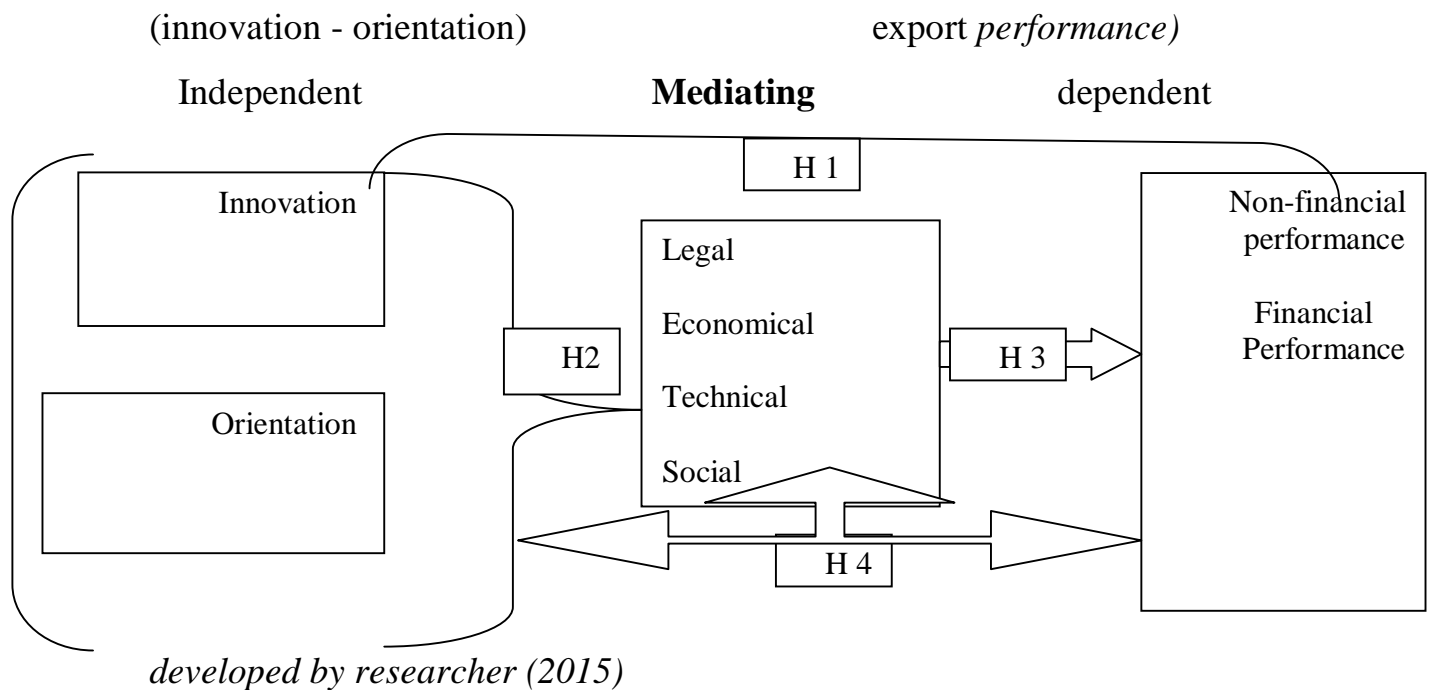 (innovation - orientation) export performance)
Independent Mediating dependent
H 1
Innovation
Orientation
H2
Legal
Economical
Technical
Social
H 3
H 4
Non-financial
performance
Financial
Performance
developed by researcher (2015)